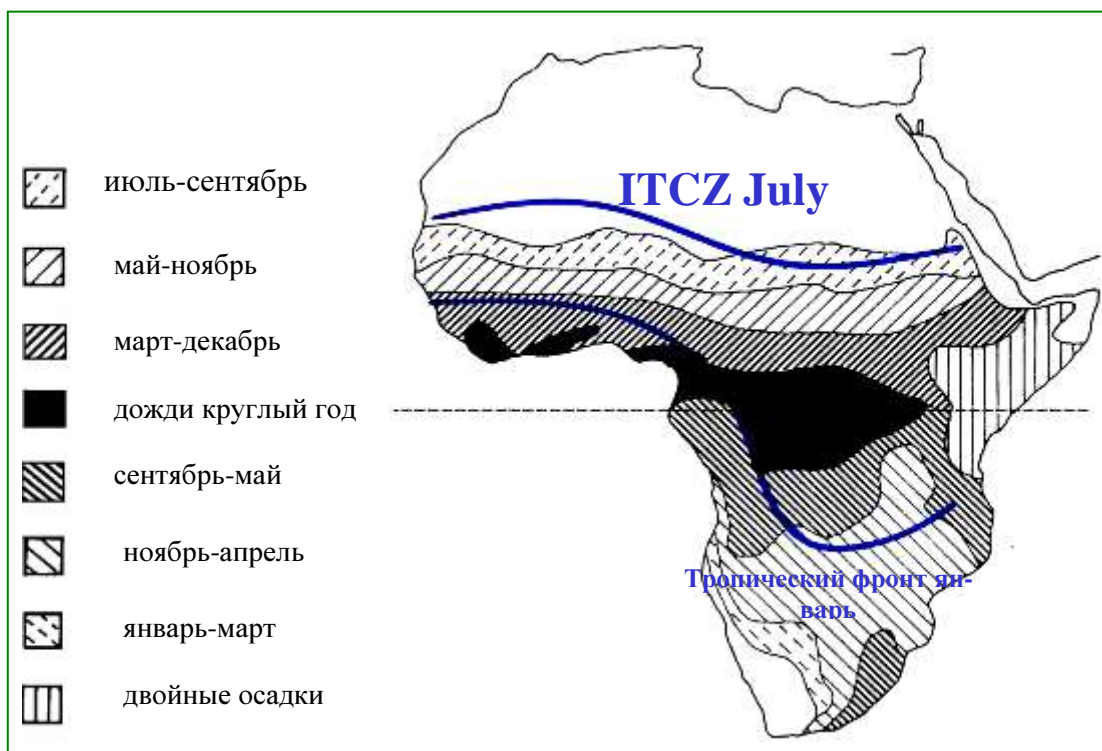 ITCZ July
июль-сентябрь
май-ноябрь
март-декабрь
дожди круглый год
сентябрь-май
ноябрь-апрель
Тропический фронт ян-
варь
январь-март
двойные осадки